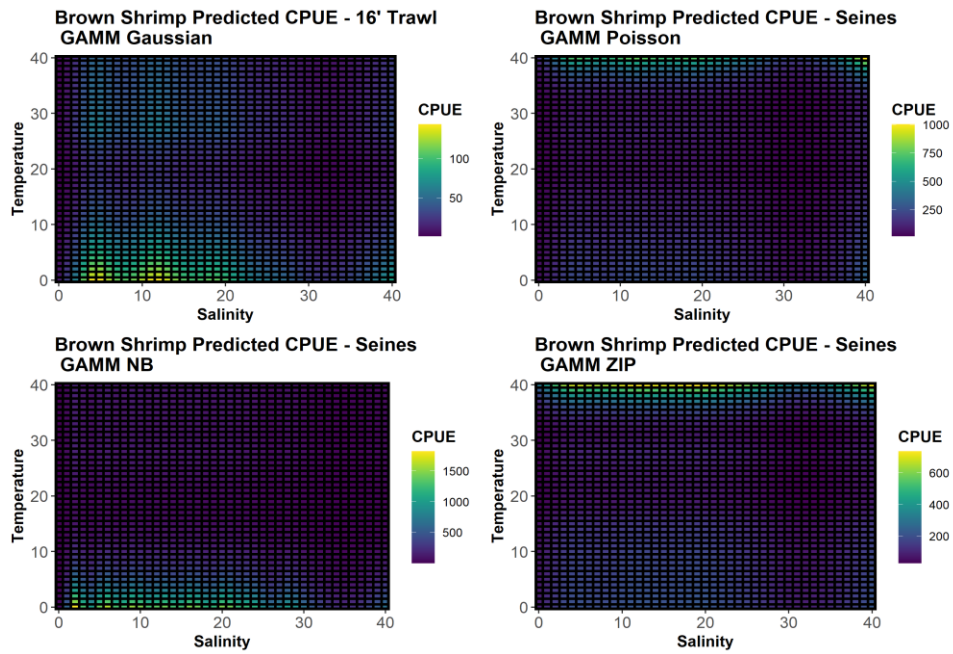 Brown Shrimp Predicted CPUE - 16' Trawl
GAMM Gaussian
40
30
20
10
0
Temperature
0 10 20 30 40
Salinity
CPUE
100
50
Brown Shrimp Predicted CPUE - Seines
GAMM Poisson
40
30
20
10
0
Temperature
0 10 20 30 40
Salinity
CPUE
1000
750
500
250
Brown Shrimp Predicted CPUE - Seines
GAMM NB
40
30
20
10
0
Temperature
0 10 20 30 40
Salinity
CPUE
1500
1000
500
Brown Shrimp Predicted CPUE - Seines
GAMM ZIP
40
30
20
10
0
Temperature
0 10 20 30 40
Salinity
CPUE
600
400
200